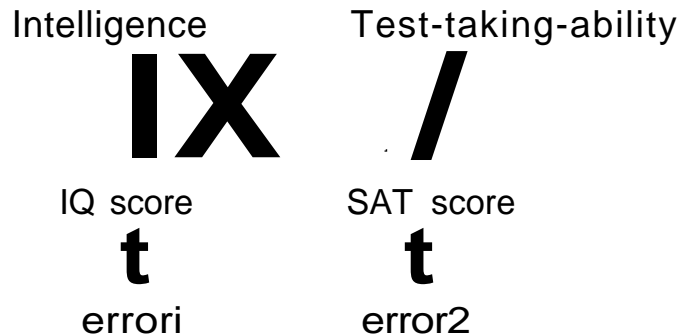 Intelligence Test-taking-ability
IX /
IQ score SAT score
t t
errori error2